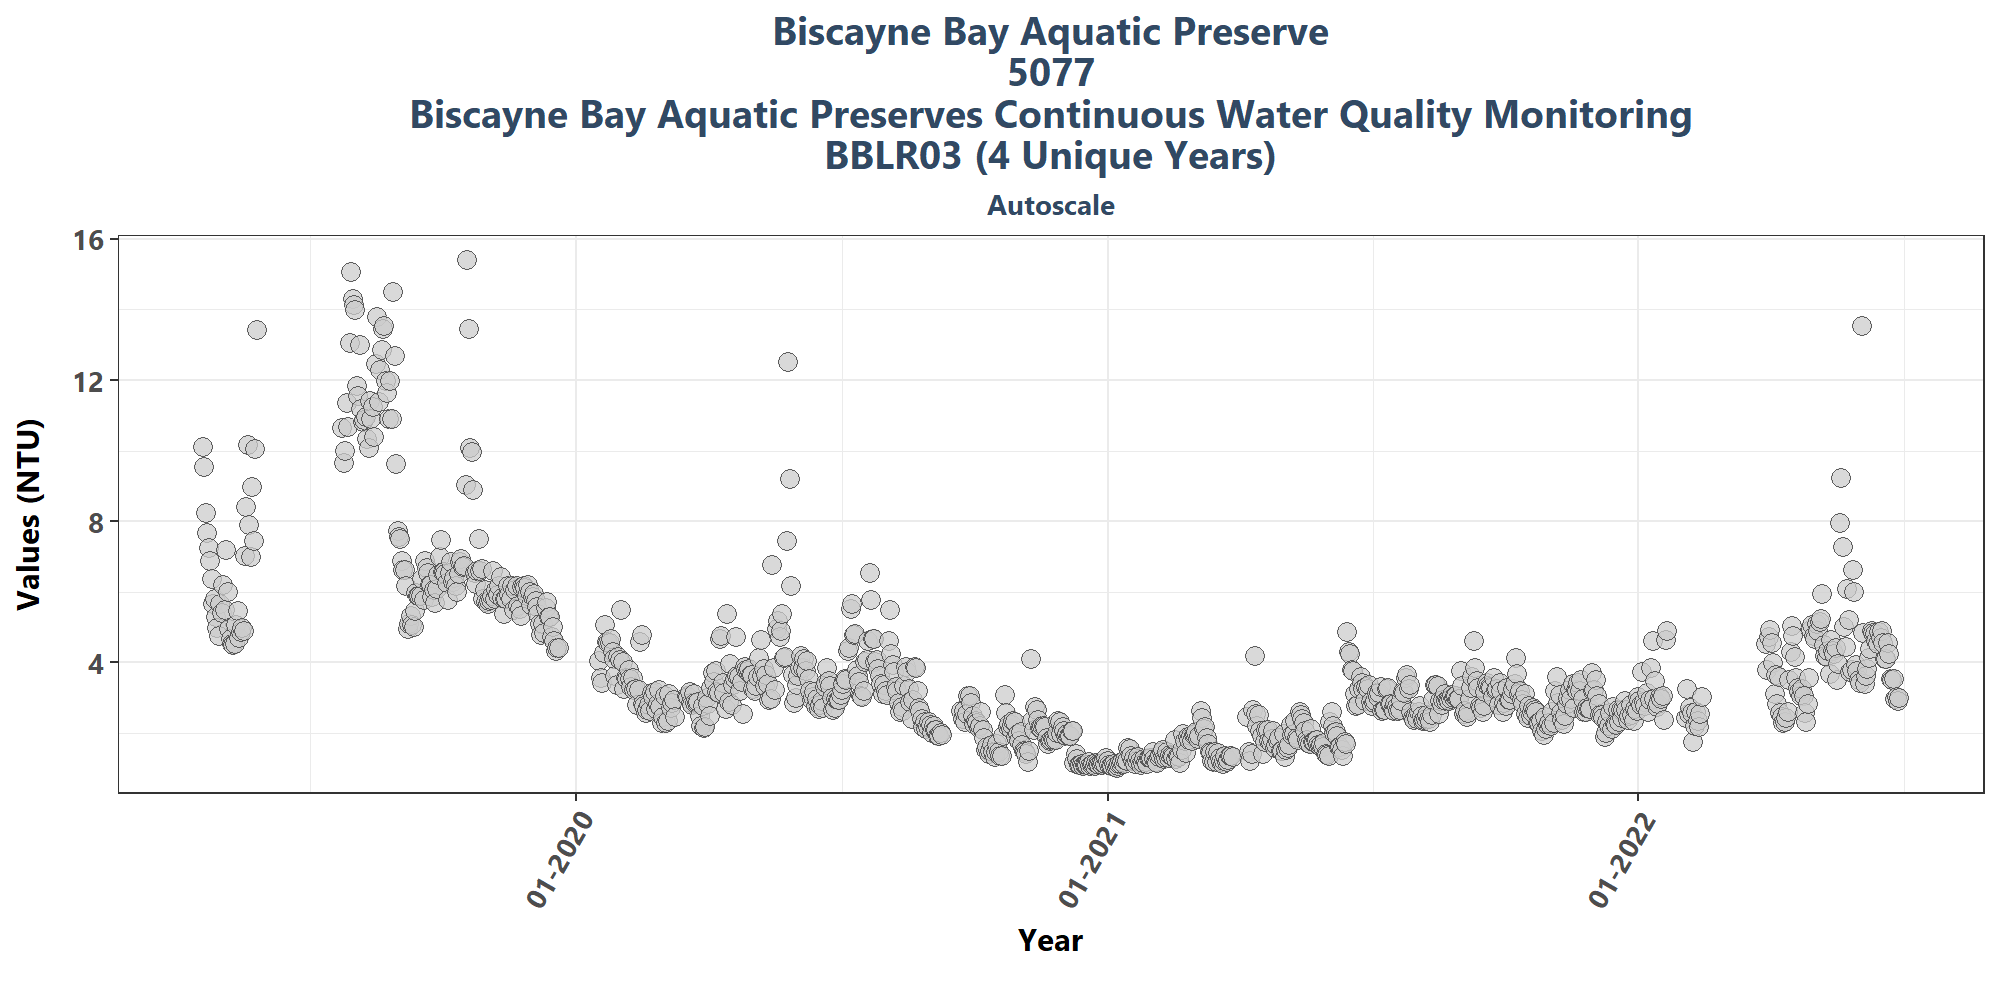 Biscayne Bay Aquatic Preserve
5077
Biscayne Bay Aquatic Preserves Continuous Water Quality Monitoring
BBLR03 (4 Unique Years)
Autoscale
16
12
8
4
Values (NTU)
01-2020
01-2021
01-2022
Year